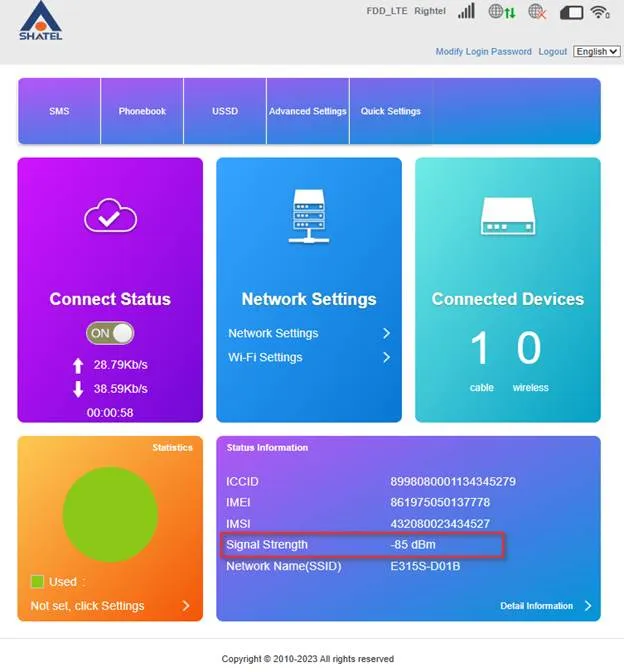 SHATEL
FDD_LTE Rightel
Modify Login Password Logout English
SMS Phonebook USSD Advanced Settings Quick Settings
Connect Status
ON
28.79Kb/s
38.59Kb/s
00:00:58
Network Settings
Network Settings
Wi-Fi Settings
Connected Devices
1 0
cable wireless
Statistics
Used :
Not set, click Settings
Status Information
ICCID 8998080001134345279
IMEI 861975050137778
IMSI 432080023434527
Signal Strength -85 dBm
Network Name(SSID) E315S-D01B
Detail Information
Copyright © 2010-2023 All rights reserved